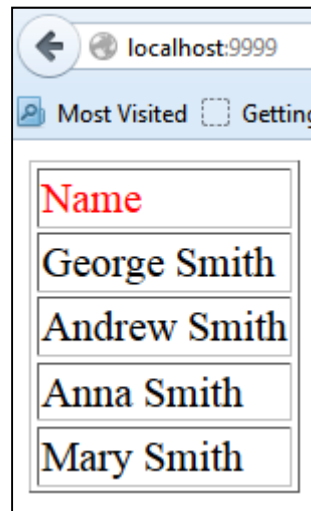 localhost:9999
Most Visited Getting
Name
George Smith
Andrew Smith
Anna Smith
Mary Smith